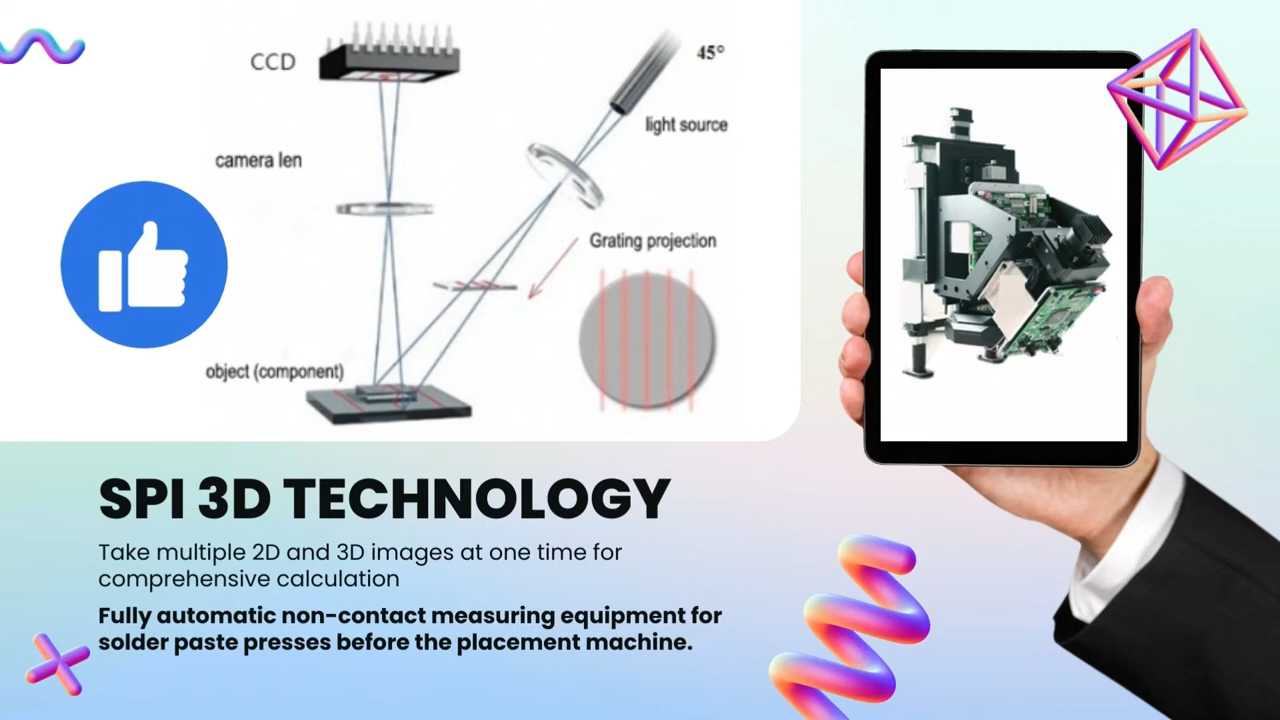 CCD
45°
light source
camera len
Grating projection
object (component)
SPI 3D TECHNOLOGY
Take multiple 2D and 3D images at one time for
comprehensive calculation
Fully automatic non-contact measuring equipment for
solder paste presses before the placement machine.